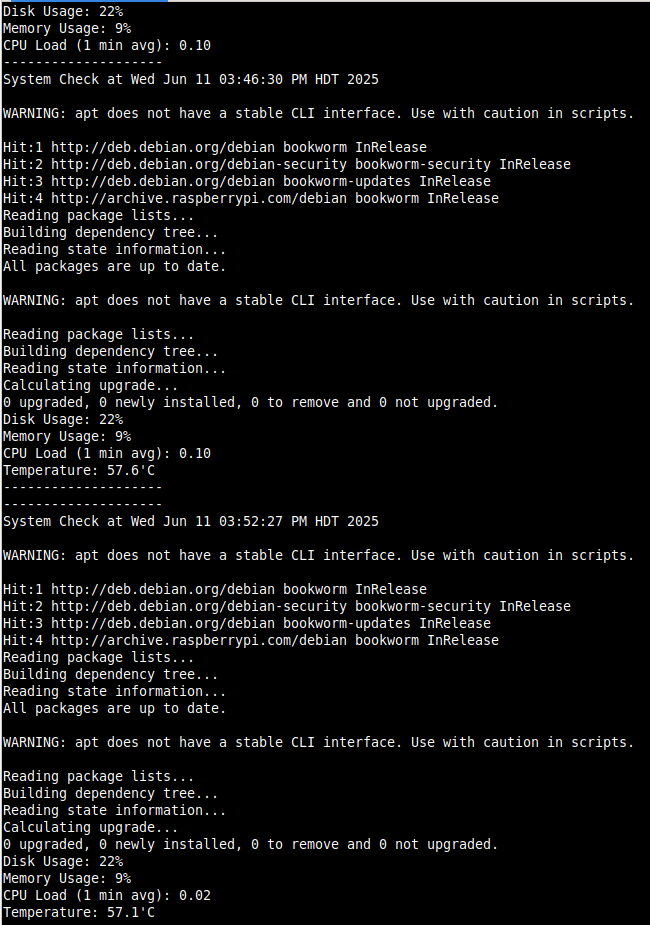 Disk Usage: 22%
Memory Usage: 9%
CPU Load (1 min avg): 0.10
--------------------
System Check at Wed Jun 11 03:46:30 PM HDT 2025

WARNING: apt does not have a stable CLI interface. Use with caution in scripts.

Hit:1 http://deb.debian.org/debian bookworm InRelease
Hit:2 http://deb.debian.org/debian-security bookworm-security InRelease
Hit:3 http://deb.debian.org/debian bookworm-updates InRelease
Hit:4 http://archive.raspberrypi.com/debian bookworm InRelease
Reading package lists...
Building dependency tree...
Reading state information...
All packages are up to date.

WARNING: apt does not have a stable CLI interface. Use with caution in scripts.

Reading package lists...
Building dependency tree...
Reading state information...
Calculating upgrade...
0 upgraded, 0 newly installed, 0 to remove and 0 not upgraded.
Disk Usage: 22%
Memory Usage: 9%
CPU Load (1 min avg): 0.10
Temperature: 57.6'C
--------------------
--------------------
System Check at Wed Jun 11 03:52:27 PM HDT 2025

WARNING: apt does not have a stable CLI interface. Use with caution in scripts.

Hit:1 http://deb.debian.org/debian bookworm InRelease
Hit:2 http://deb.debian.org/debian-security bookworm-security InRelease
Hit:3 http://deb.debian.org/debian bookworm-updates InRelease
Hit:4 http://archive.raspberrypi.com/debian bookworm InRelease
Reading package lists...
Building dependency tree...
Reading state information...
All packages are up to date.

WARNING: apt does not have a stable CLI interface. Use with caution in scripts.

Reading package lists...
Building dependency tree...
Reading state information...
Calculating upgrade...
0 upgraded, 0 newly installed, 0 to remove and 0 not upgraded.
Disk Usage: 22%
Memory Usage: 9%
CPU Load (1 min avg): 0.02
Temperature: 57.1'C